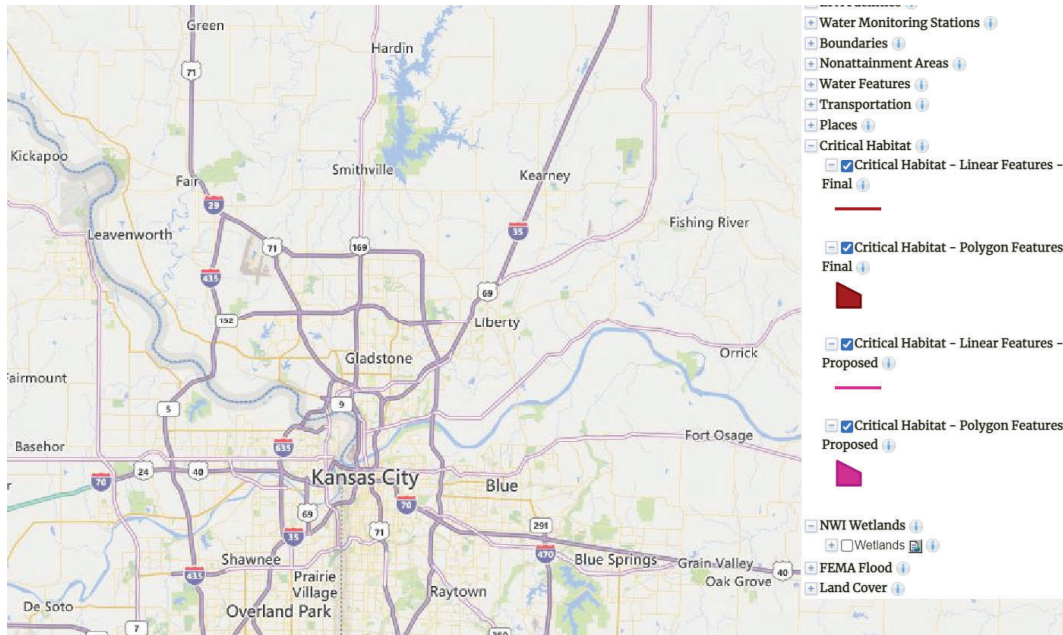 Green
Hardin
71
Kickapoo
Smithville
Kearney
Fair
29
Fishing River
35
Leavenworth
71
169
435
69
152
Liberty
Gladstone
Orrick
Fairmount
5
9
Basehor
635
Fort Osage
24
40
Kansas City
70
Blue
70
69
71
291
35
Shawnee
470
Blue Springs
Grain Valley
40
435
Prairie
Village
Oak Grove
Raytown
De Soto
Overland Park
7
350
Water Monitoring Stations
Boundaries
Nonattainment Areas
Water Features
Transportation
Places
Critical Habitat
Critical Habitat - Linear Features -
Final
Critical Habitat - Polygon Features
Final
Critical Habitat - Linear Features -
Proposed
Critical Habitat - Polygon Features
Proposed
NWI Wetlands
Wetlands
FEMA Flood
Land Cover